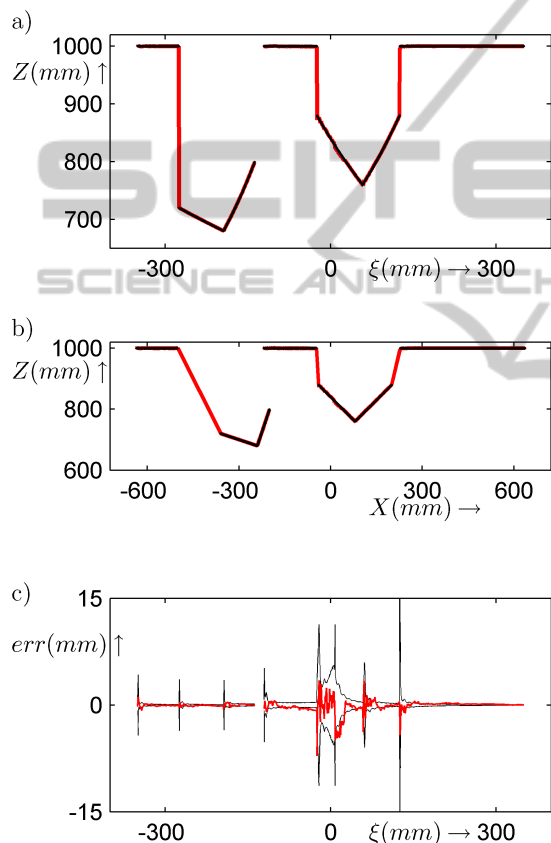 a)
1000
Z(mm) ↑
900
800
700
-300 0 ξ(mm) → 300
SCITE
SCIENCE AND TECH
b)
1000
Z(mm) ↑
800
600
-600 -300 0 300 600
X(mm) →
c)
15
err(mm) ↑
0
-15
-300 0 ξ(mm) → 300